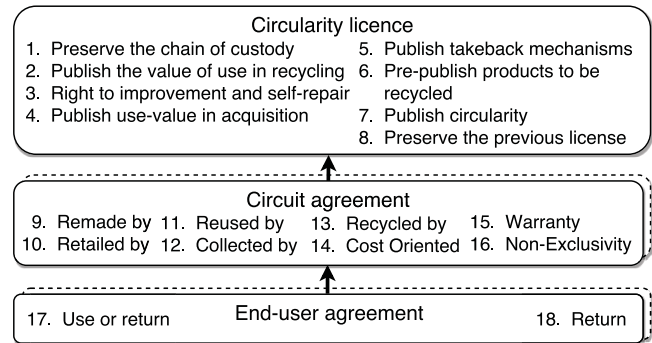 Circularity licence
1. Preserve the chain of custody
2. Publish the value of use in recycling
3. Right to improvement and self-repair
4. Publish use-value in acquisition
5. Publish takeback mechanisms
6. Pre-publish products to be
recycled
7. Publish circularity
8. Preserve the previous license
Circuit agreement
9. Remade by 11. Reused by 13. Recycled by 15. Warranty
10. Retailed by 12. Collected by 14. Cost Oriented 16. Non-Exclusivity
End-user agreement
17. Use or return
18. Return